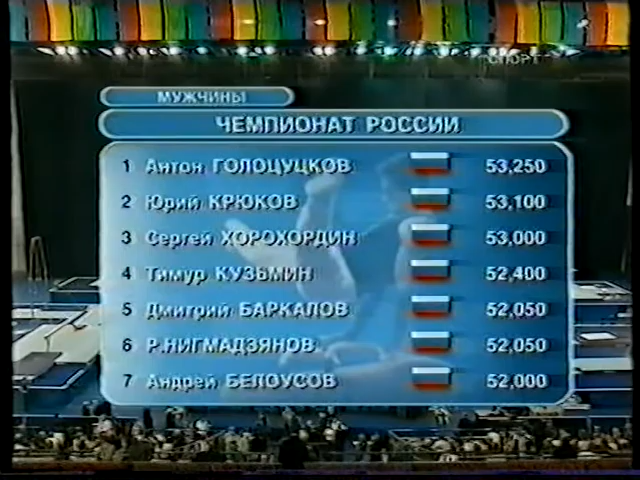 СПОРТ
МУЖЧИНЫ
ЧЕМПИОНАТ РОССИИ
1 Антон ГОЛОЦУЦКОВ 53,250
2 Юрий КРЮКОВ 53,100
3 Сергей ХОРОХОРДИН 53,000
4 Тимур КУЗЬМИН 52,400
5 Дмитрий БАРКАЛОВ 52,050
6 Р.НИГМАДЗЯНОВ 52,050
7 Андрей БЕЛОУСОВ 52,000